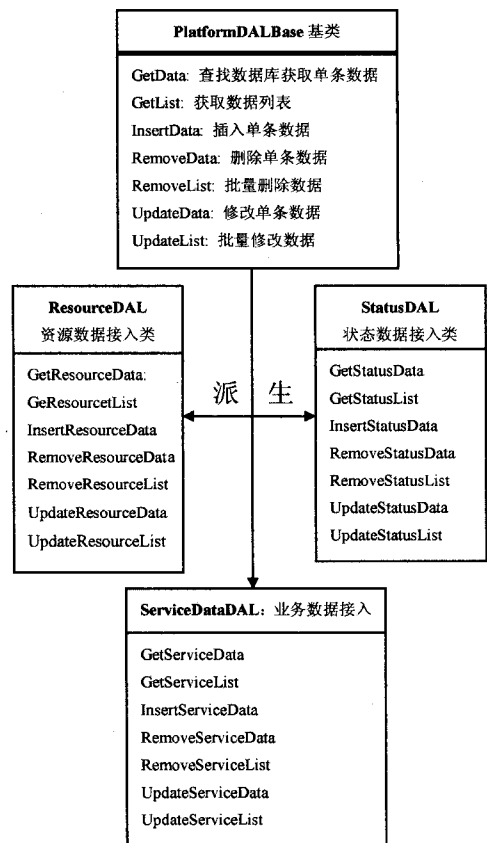 PlatformDALBase 基类
GetData: 查找数据库获取单条数据
GetList: 获取数据列表
InsertData: 插入单条数据
RemoveData: 删除单条数据
RemoveList: 批量删除数据
UpdateData: 修改单条数据
UpdateList: 批量修改数据
ResourceDAL
资源数据接入类
GetResourceData:
GeResourcetList
InsertResourceData
RemoveResourceData
RemoveResourceList
UpdateResourceData
UpdateResourceList
派 生
StatusDAL
状态数据接入类
GetStatusData
GetStatusList
InsertStatusData
RemoveStatusData
RemoveStatusList
UpdateStatusData
UpdateStatusList
ServiceDataDAL: 业务数据接入
GetServiceData
GetServiceList
InsertServiceData
RemoveServiceData
RemoveServiceList
UpdateServiceData
UpdateServiceList